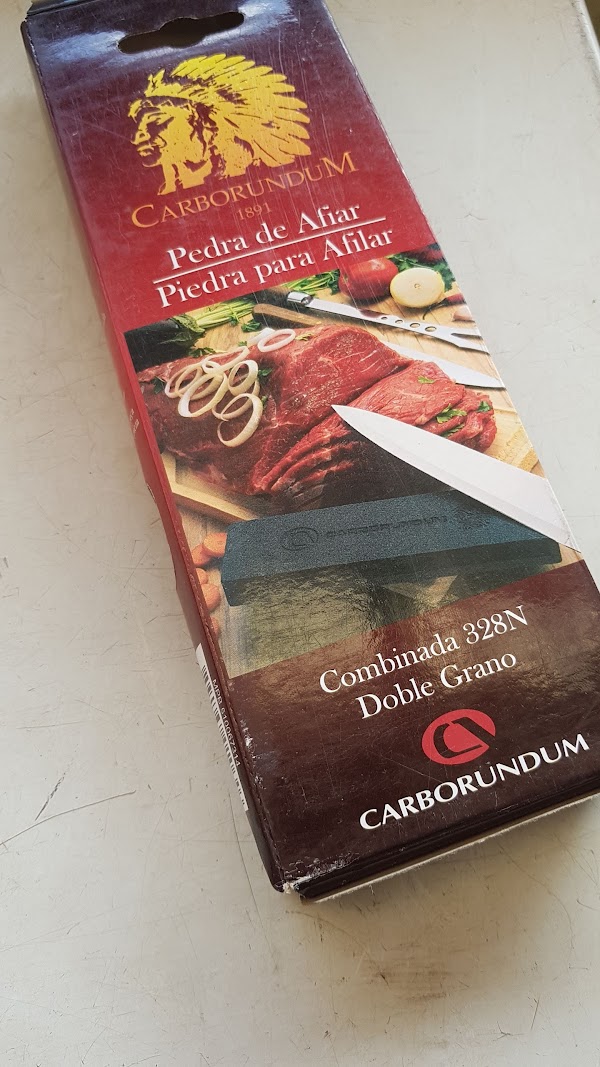 CARBORUNDUM
1891
Pedra de Afiar
Piedra para Afilar
Combinada 328N
Doble Grano
CARBORUNDUM